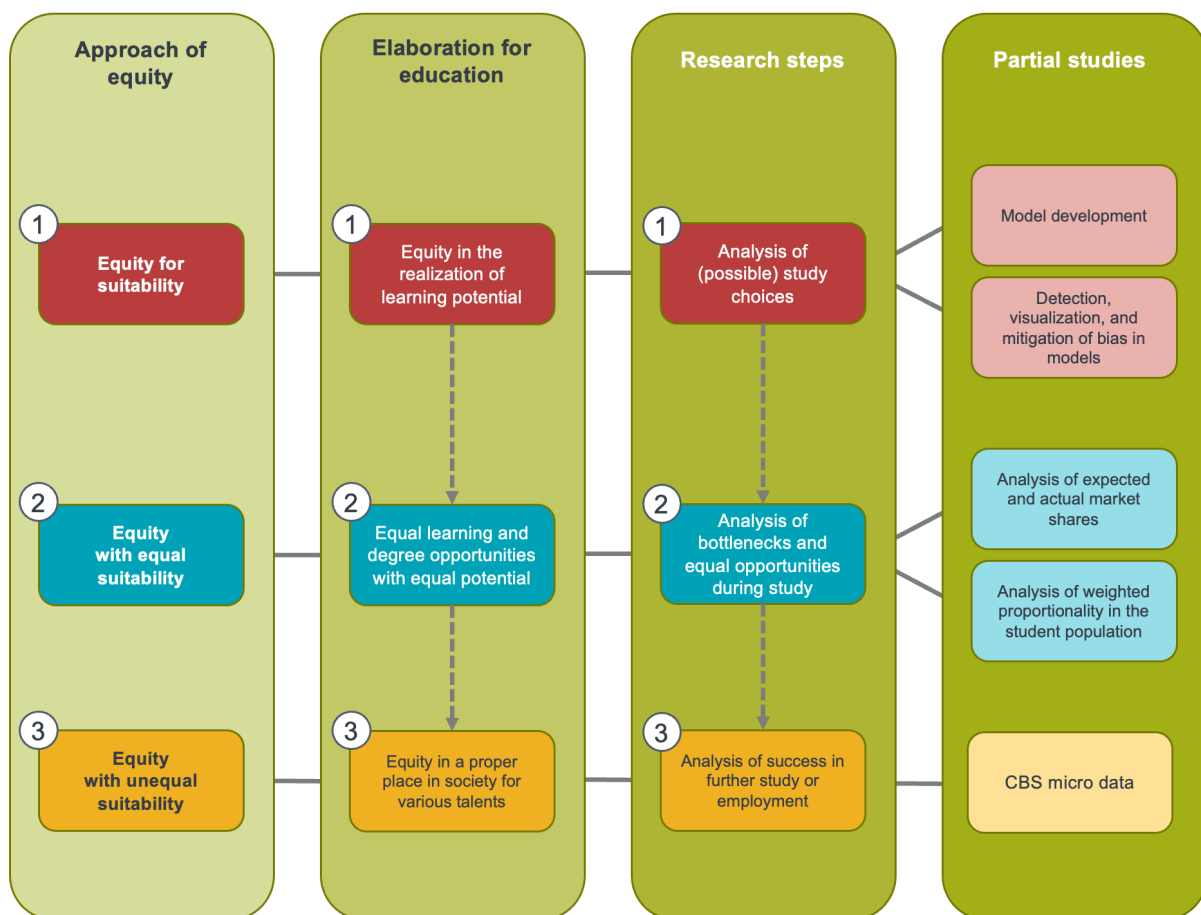 Approach of
equity
Elaboration for
education
Research steps
Partial studies
1
Equity for
suitability
1
Equity in the
realization of
learning potential
1
Analysis of
(possible) study
choices
Model development
Detection,
visualization, and
mitigation of bias in
models
2
Equity
with equal
suitability
2
Equal learning and
degree opportunities
with equal potential
2
Analysis of
bottlenecks and
equal opportunities
during study
Analysis of expected
and actual market
shares
Analysis of weighted
proportionality in the
student population
3
Equity
with unequal
suitability
3
Equity in a proper
place in society for
various talents
3
Analysis of success in
further study or
employment
CBS micro data